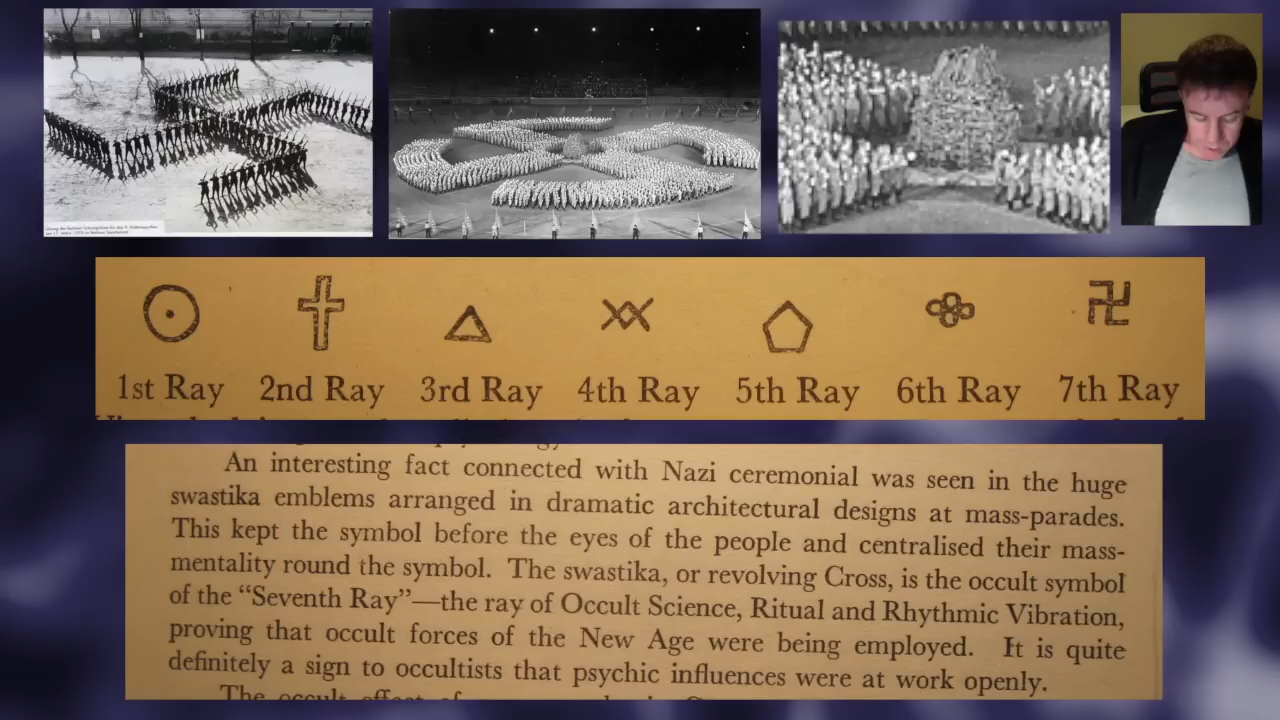 1st Ray 2nd Ray 3rd Ray 4th Ray 5th Ray 6th Ray 7th Ray
An interesting fact connected with Nazi ceremonial was seen in the huge
swastika emblems arranged in dramatic architectural designs at mass-parades.
This kept the symbol before the eyes of the people and centralised their mass-
mentality round the symbol. The swastika, or revolving Cross, is the occult symbol
of the “Seventh Ray”—the ray of Occult Science, Ritual and Rhythmic Vibration,
proving that occult forces of the New Age were being employed. It is quite
definitely a sign to occultists that psychic influences were at work openly.
The occult effect of